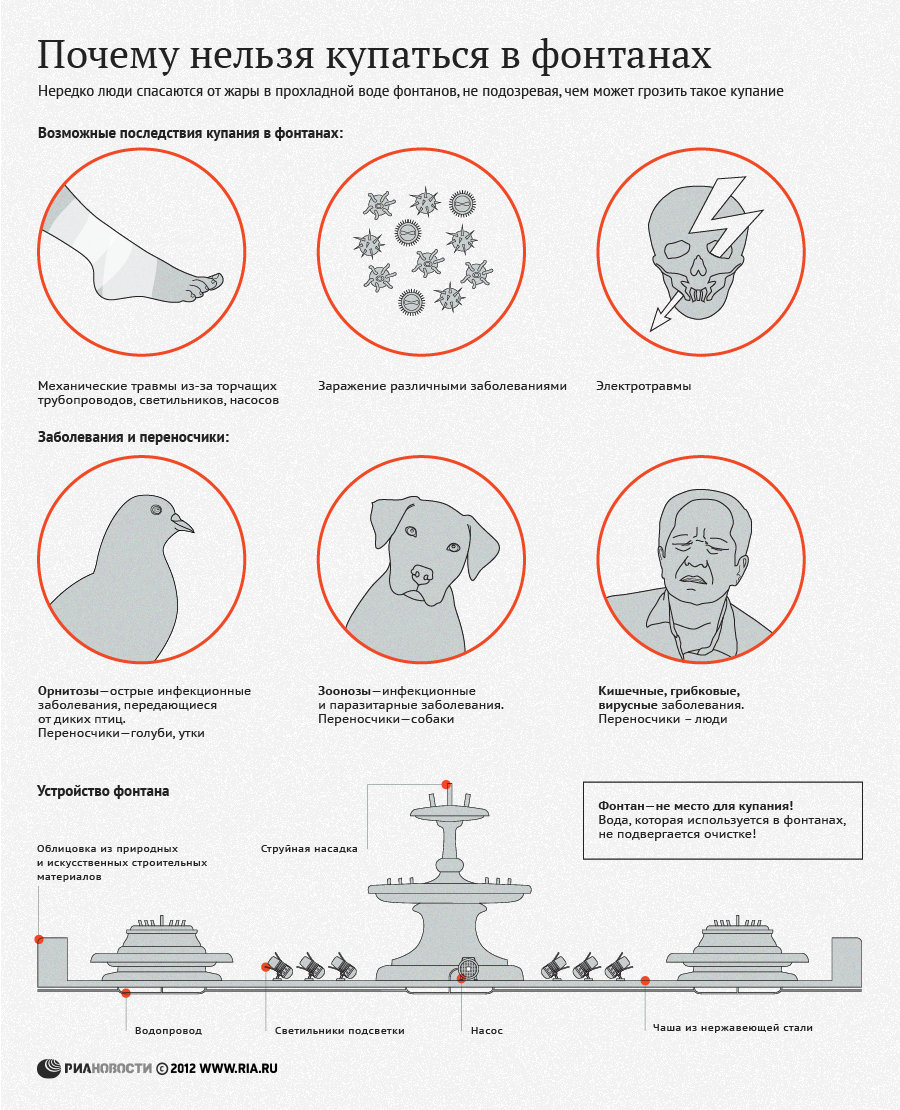 Почему нельзя купаться в фонтанах
Нередко люди спасаются от жары в прохладной воде фонтанов, не подозревая, чем может грозить такое купание
Возможные последствия купания в фонтанах:
Механические травмы из-за торчащих
трубопроводов, светильников, насосов
Заражение различными заболеваниями
Электротравмы
Заболевания и переносчики:
Орнитозы—острые инфекционные
заболевания, передающиеся
от диких птиц.
Переносчики—голуби, утки
Зоонозы—инфекционные
и паразитарные заболевания.
Переносчики—собаки
Кишечные, грибковые,
вирусные заболевания.
Переносчики – люди
Устройство фонтана
Фонтан—не место для купания!
Вода, которая используется в фонтанах,
не подвергается очистке!
Облицовка из природных
и искусственных строительных
материалов
Струйная насадка
Водопровод
Светильники подсветки
Насос
Чаша из нержавеющей стали
РИАНОВОСТИ © 2012 WWW.RIA.RU